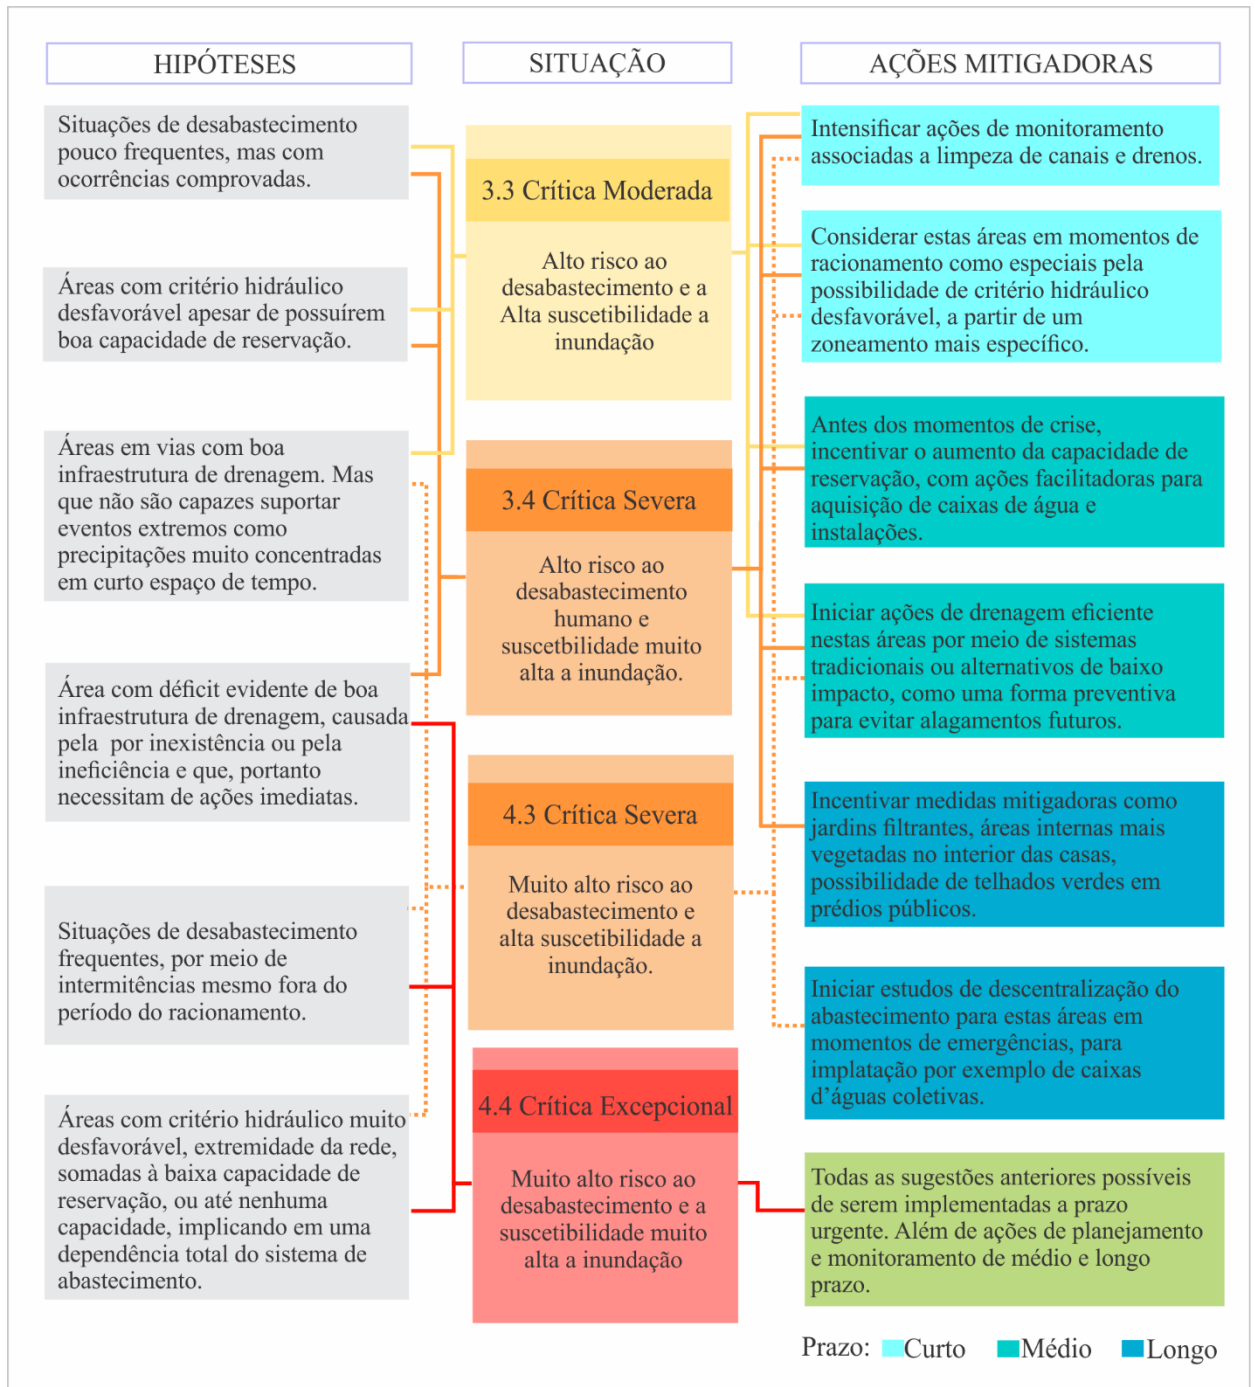 HIPÓTESES
Situações de desabastecimento
pouco frequentes, mas com
ocorrências comprovadas.
Áreas com critério hidráulico
desfavorável apesar de possuírem
boa capacidade de reservação.
Áreas em vias com boa
infraestrutura de drenagem. Mas
que não são capazes suportar
eventos extremos como
precipitações muito concentradas
em curto espaço de tempo.
Área com déficit evidente de boa
infraestrutura de drenagem, causada
pela por inexistência ou pela
ineficiência e que, portanto
necessitam de ações imediatas.
Situações de desabastecimento
frequentes, por meio de
intermitências mesmo fora do
período do racionamento.
Áreas com critério hidráulico muito
desfavorável, extremidade da rede,
somadas à baixa capacidade de
reservação, ou até nenhuma
capacidade, implicando em uma
dependência total do sistema de
abastecimento.
SITUAÇÃO
3.3 Crítica Moderada
Alto risco ao
desabastecimento e a
Alta suscetibilidade a
inundação
3.4 Crítica Severa
Alto risco ao
desabastecimento
humano e
suscetbilidade muito
alta a inundação.
4.3 Crítica Severa
Muito alto risco ao
desabastecimento e
alta suscetibilidade a
inundação.
4.4 Crítica Excepcional
Muito alto risco ao
desabastecimento e a
suscetibilidade muito
alta a inundação
AÇÕES MITIGADORAS
Intensificar ações de monitoramento
associadas a limpeza de canais e drenos.
Considerar estas áreas em momentos de
racionamento como especiais pela
possibilidade de critério hidráulico
desfavorável, a partir de um
zoneamento mais específico.
Antes dos momentos de crise,
incentivar o aumento da capacidade de
reservação, com ações facilitadoras para
aquisição de caixas de água e
instalações.
Iniciar ações de drenagem eficiente
nestas áreas por meio de sistemas
tradicionais ou alternativos de baixo
impacto, como uma forma preventiva
para evitar alagamentos futuros.
Incentivar medidas mitigadoras como
jardins filtrantes, áreas internas mais
vegetadas no interior das casas,
possibilidade de telhados verdes em
prédios públicos.
Iniciar estudos de descentralização do
abastecimento para estas áreas em
momentos de emergências, para
implatação por exemplo de caixas
d’águas coletivas.
Todas as sugestões anteriores possíveis
de serem implementadas a prazo
urgente. Além de ações de planejamento
e monitoramento de médio e longo
prazo.
Prazo: Curto Médio Longo